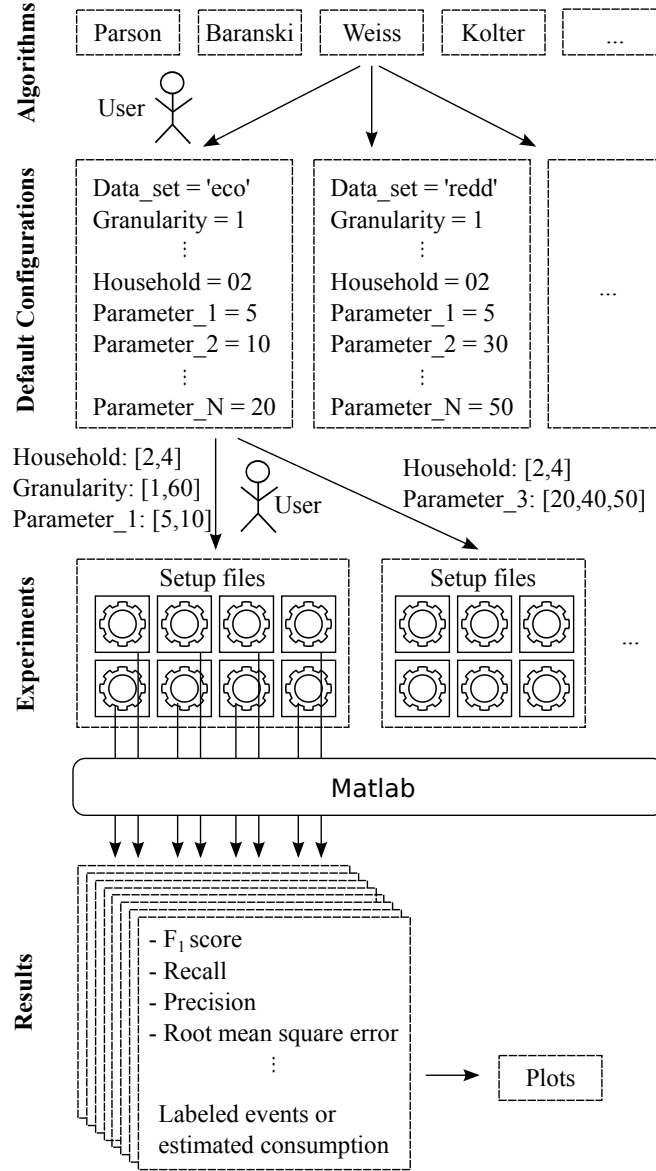 Algorithms
Parson
Baranski
Weiss
Kolter
...
User
Default Configurations
Data_set = 'eco'
Granularity = 1
⋮
Household = 02
Parameter_1 = 5
Parameter_2 = 10
⋮
Parameter_N = 20
Data_set = 'redd'
Granularity = 1
⋮
Household = 02
Parameter_1 = 5
Parameter_2 = 30
⋮
Parameter_N = 50
...
Household: [2,4]
Granularity: [1,60]
Parameter_1: [5,10]
User
Household: [2,4]
Parameter_3: [20,40,50]
Experiments
Setup files
Setup files
...
Matlab
Results
- F₁ score
- Recall
- Precision
- Root mean square error
⋮
Labeled events or
estimated consumption
Plots